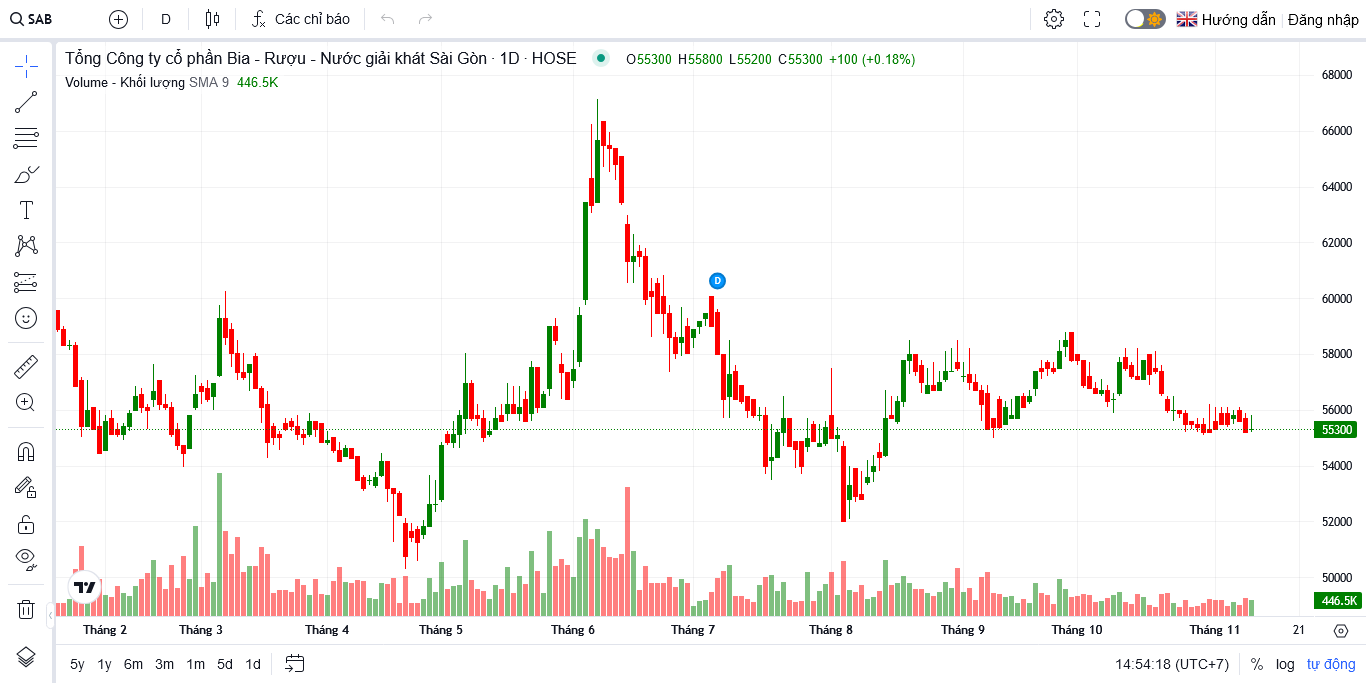 SAB D Các chỉ báo Hướng dẫn Đăng nhập
Tổng Công ty cổ phần Bia - Rượu - Nước giải khát Sài Gòn · 1D · HOSE O55300 H55800 L55200 C55300 +100 (+0.18%)
Volume - Khối lượng SMA 9 446.5K
68000
66000
64000
62000
60000
D
58000
56000
55300
54000
52000
50000
446.5K
Tháng 2 Tháng 3 Tháng 4 Tháng 5 Tháng 6 Tháng 7 Tháng 8 Tháng 9 Tháng 10 Tháng 11 21
5y 1y 6m 3m 1m 5d 1d 14:54:18 (UTC+7) % log tự động